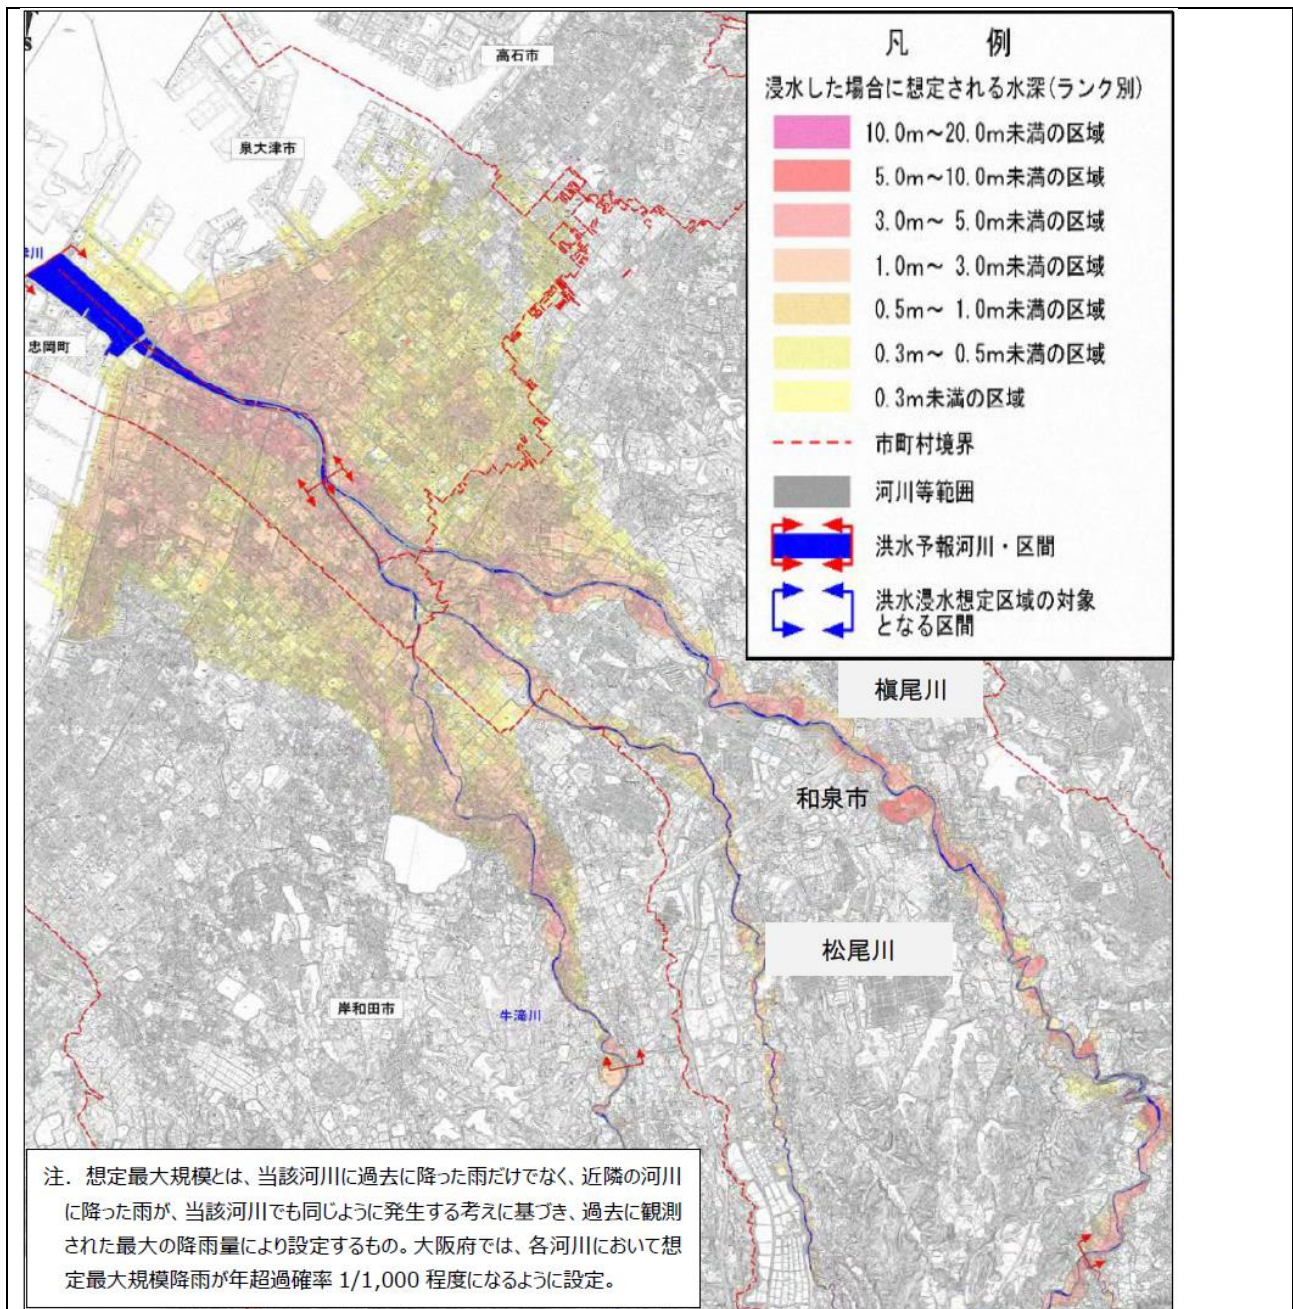 凡 例
浸水した場合に想定される水深(ランク別)
10.0m～20.0m未満の区域
5.0m～10.0m未満の区域
3.0m～ 5.0m未満の区域
1.0m～ 3.0m未満の区域
0.5m～ 1.0m未満の区域
0.3m～ 0.5m未満の区域
0.3m未満の区域
市町村境界
河川等範囲
洪水予報河川・区間
洪水浸水想定区域の対象
となる区間
高石市
泉大津市
忠岡町
槇尾川
和泉市
松尾川
岸和田市
牛滝川
注．想定最大規模とは、当該河川に過去に降った雨だけでなく、近隣の河川
に降った雨が、当該河川でも同じように発生する考えに基づき、過去に観測
された最大の降雨量により設定するもの。大阪府では、各河川において想
定最大規模降雨が年超過確率 1/1,000 程度になるように設定。